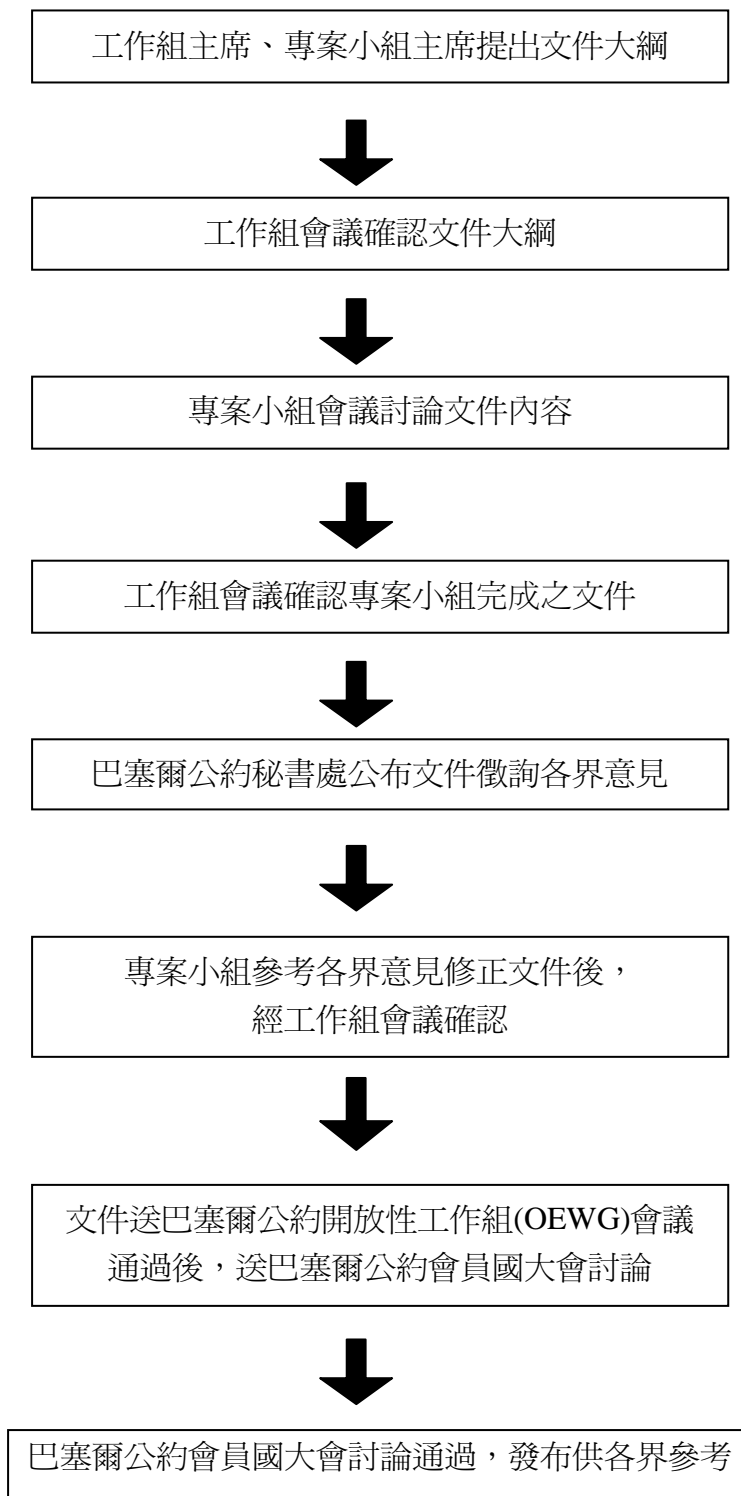 工作組主席、專案小組主席提出文件大綱
工作組會議確認文件大綱
專案小組會議討論文件內容
工作組會議確認專案小組完成之文件
巴塞爾公約秘書處公布文件徵詢各界意見
專案小組參考各界意見修正文件後，
經工作組會議確認
文件送巴塞爾公約開放性工作組(OEWG)會議
通過後，送巴塞爾公約會員國大會討論
巴塞爾公約會員國大會討論通過，發布供各界參考